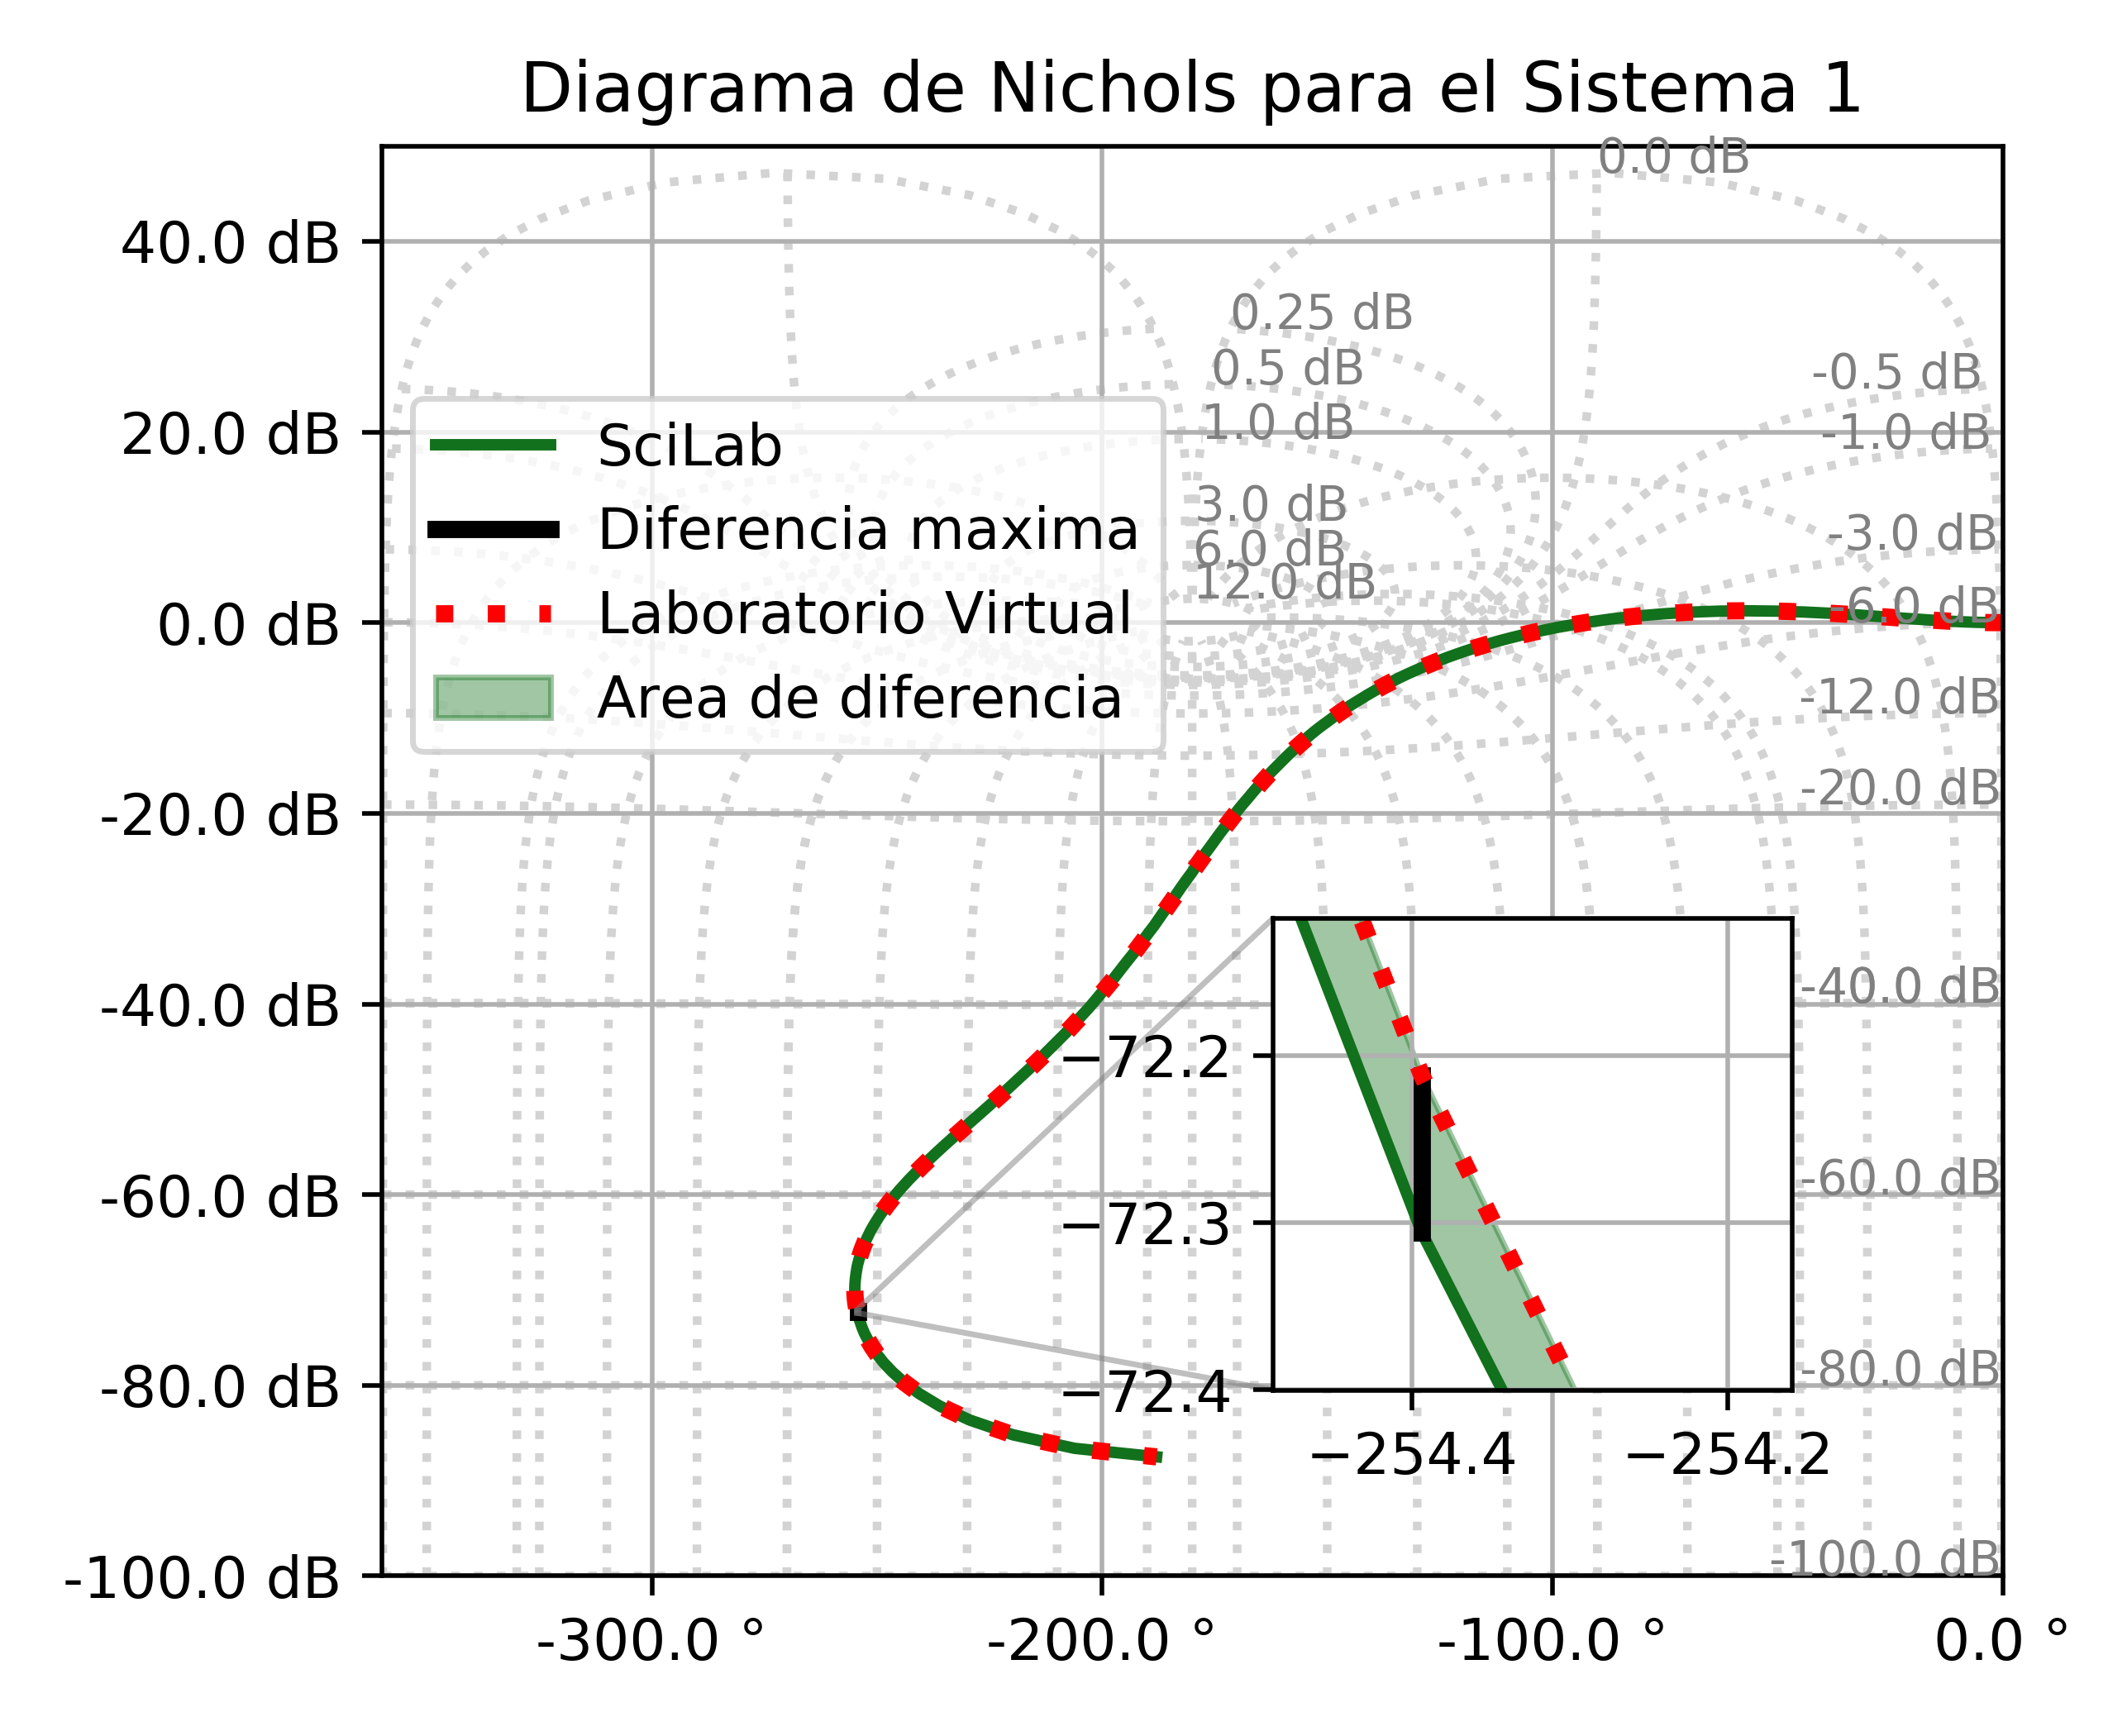 Diagrama de Nichols para el Sistema 1
0.0 dB
40.0 dB
0.25 dB
0.5 dB
-0.5 dB
20.0 dB
1.0 dB
-1.0 dB
SciLab
3.0 dB
Diferencia maxima
-3.0 dB
6.0 dB
12.0 dB
Laboratorio Virtual
-6.0 dB
0.0 dB
Area de diferencia
-12.0 dB
-20.0 dB
-20.0 dB
-40.0 dB
-40.0 dB
−72.2
-60.0 dB
-60.0 dB
−72.3
-80.0 dB
-80.0 dB
−72.4
−254.4 −254.2
-100.0 dB
-100.0 dB
-300.0 ° -200.0 ° -100.0 ° 0.0 °